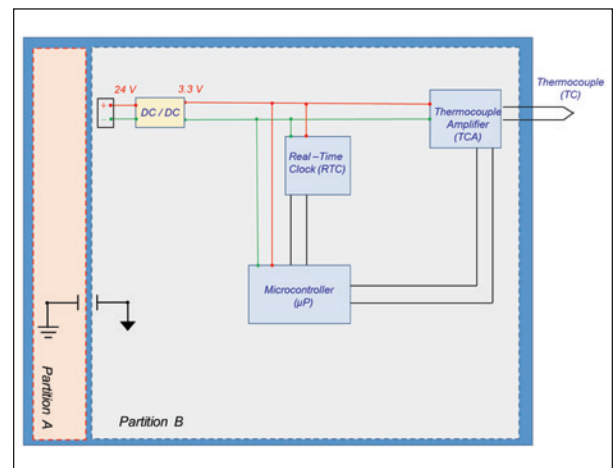 24 V
3.3 V
+
−
DC / DC
Thermocouple
Amplifier
(TCA)
Thermocouple
(TC)
Real –Time
Clock (RTC)
Microcontroller
(µP)
Partition A
Partition B